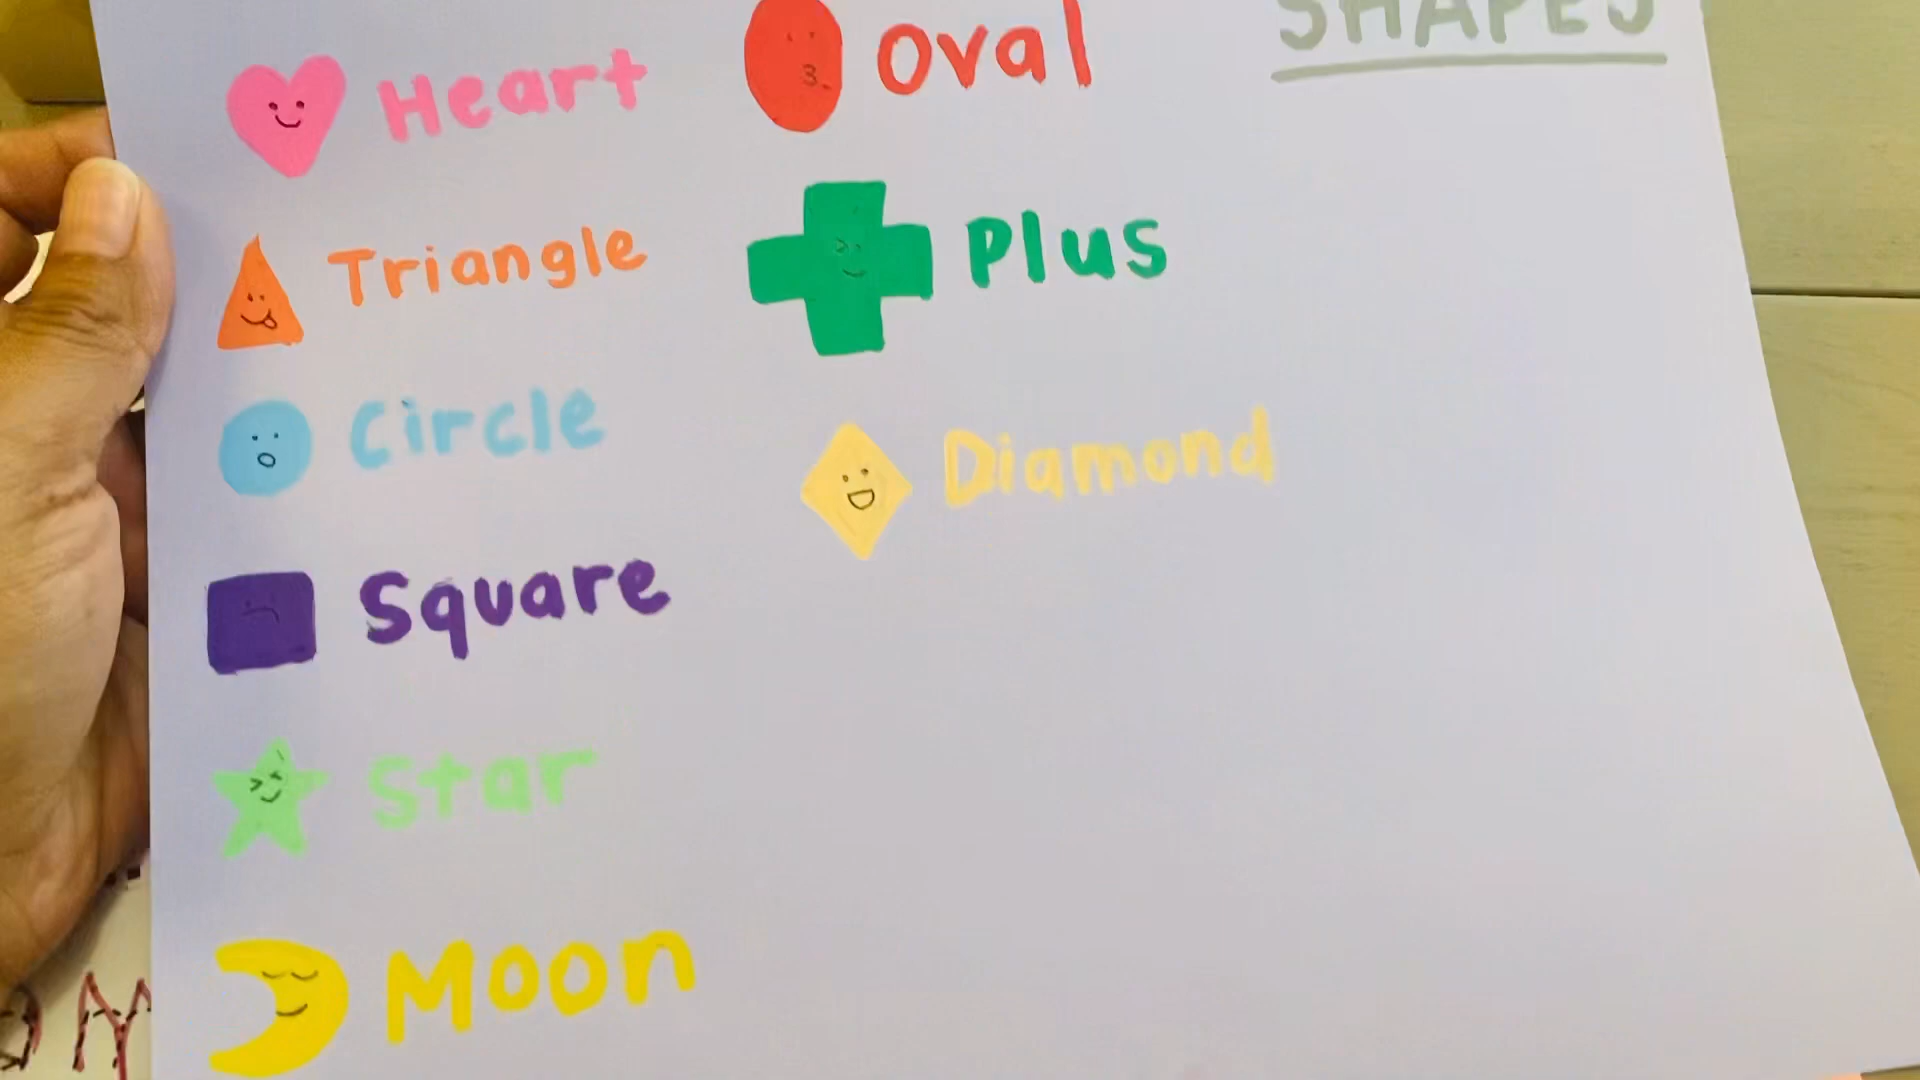 SHAPES
Heart
Triangle
Circle
Square
Star
Moon
Oval
Plus
Diamond